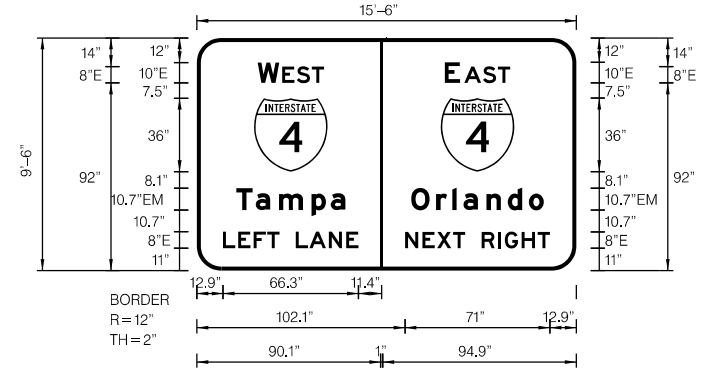 15'–6"
14" 12" 12" 14"
WEST EAST
8"E 10"E 10"E 8"E
7.5" 7.5"
INTERSTATE INTERSTATE
9'–6" 36" 4 4 36"
92" 8.1" 8.1" 92"
10.7"EM Tampa Orlando 10.7"EM
10.7" 10.7"
8"E LEFT LANE NEXT RIGHT 8"E
11" 11"
12.9" 66.3" 11.4"
BORDER
R=12" 102.1" 71" 12.9"
TH=2"
90.1" 1" 94.9"